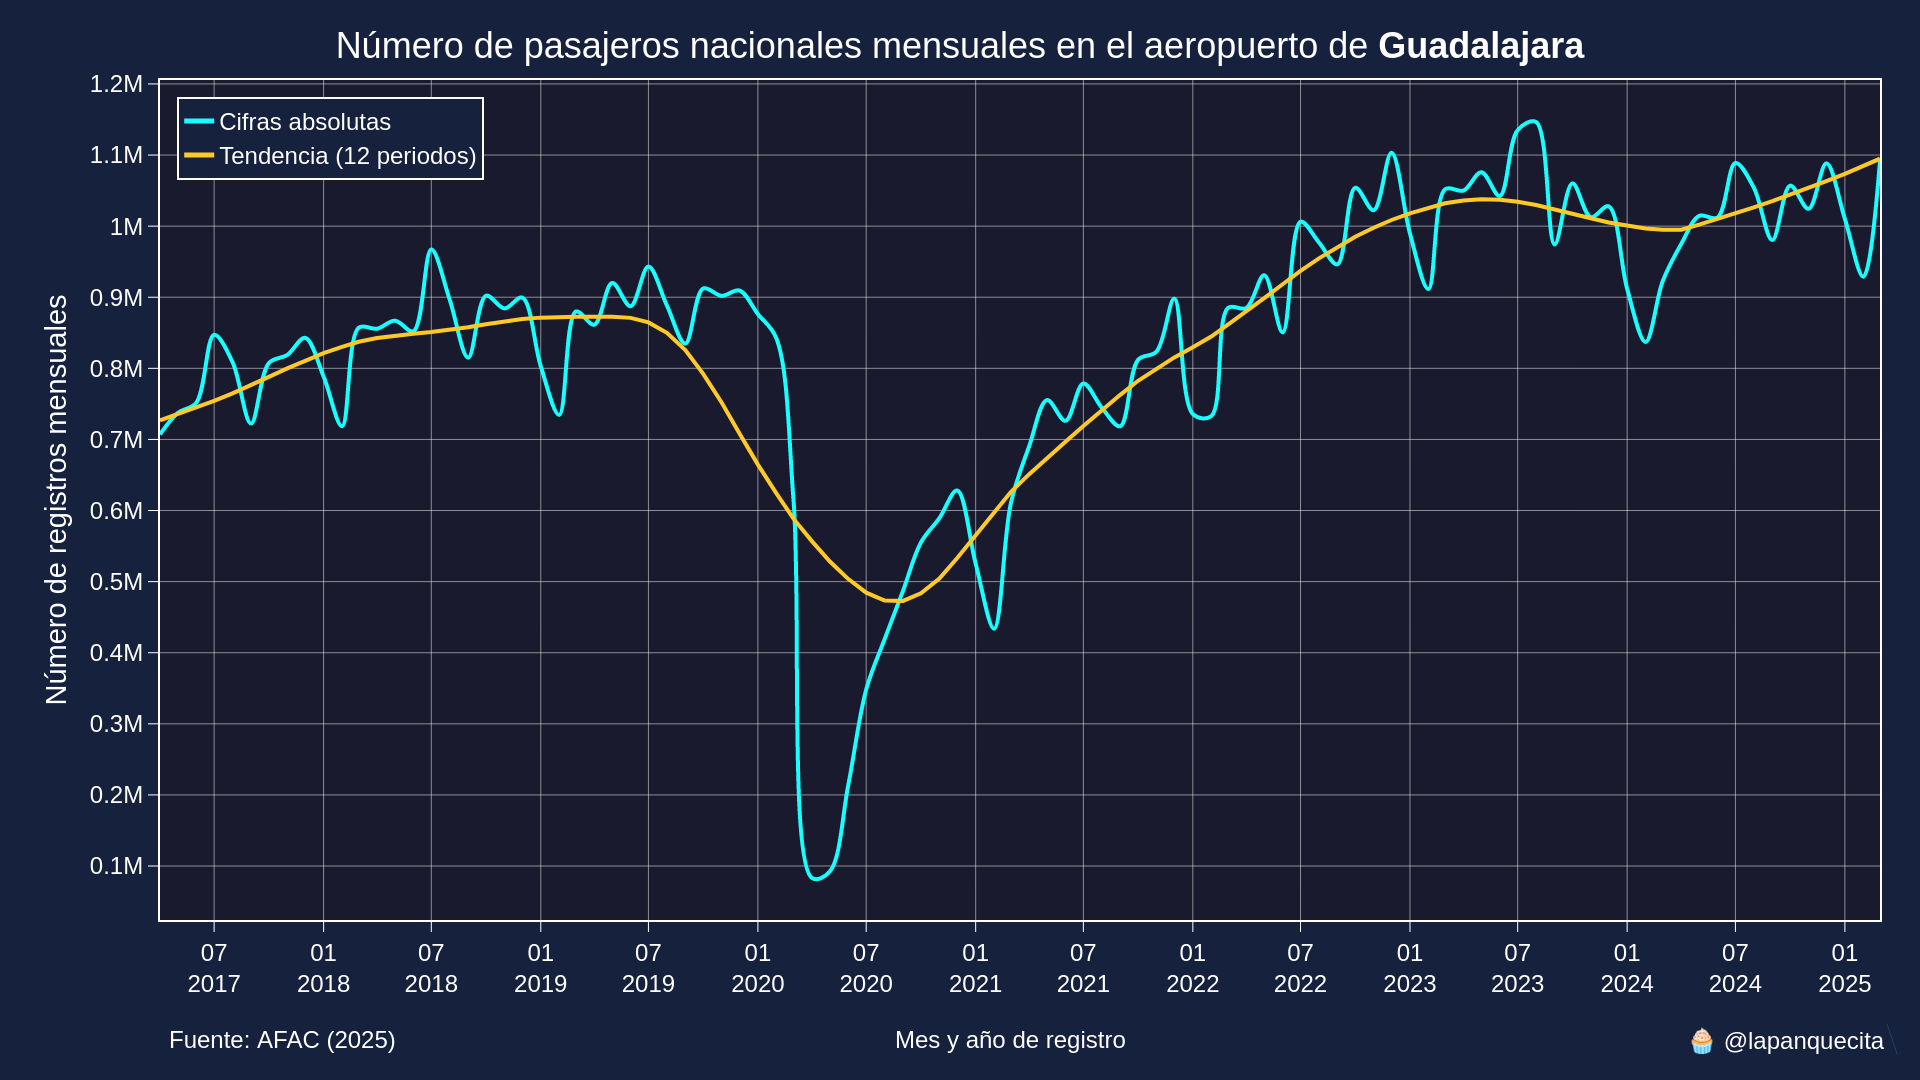 Número de pasajeros nacionales mensuales en el aeropuerto de Guadalajara
Cifras absolutas
Tendencia (12 periodos)
Número de registros mensuales
1.2M
1.1M
1M
0.9M
0.8M
0.7M
0.6M
0.5M
0.4M
0.3M
0.2M
0.1M
07 01 07 01 07 01 07 01 07 01 07 01 07 01 07 01
2017 2018 2018 2019 2019 2020 2020 2021 2021 2022 2022 2023 2023 2024 2024 2025
Fuente: AFAC (2025) Mes y año de registro 🧁 @lapanquecita